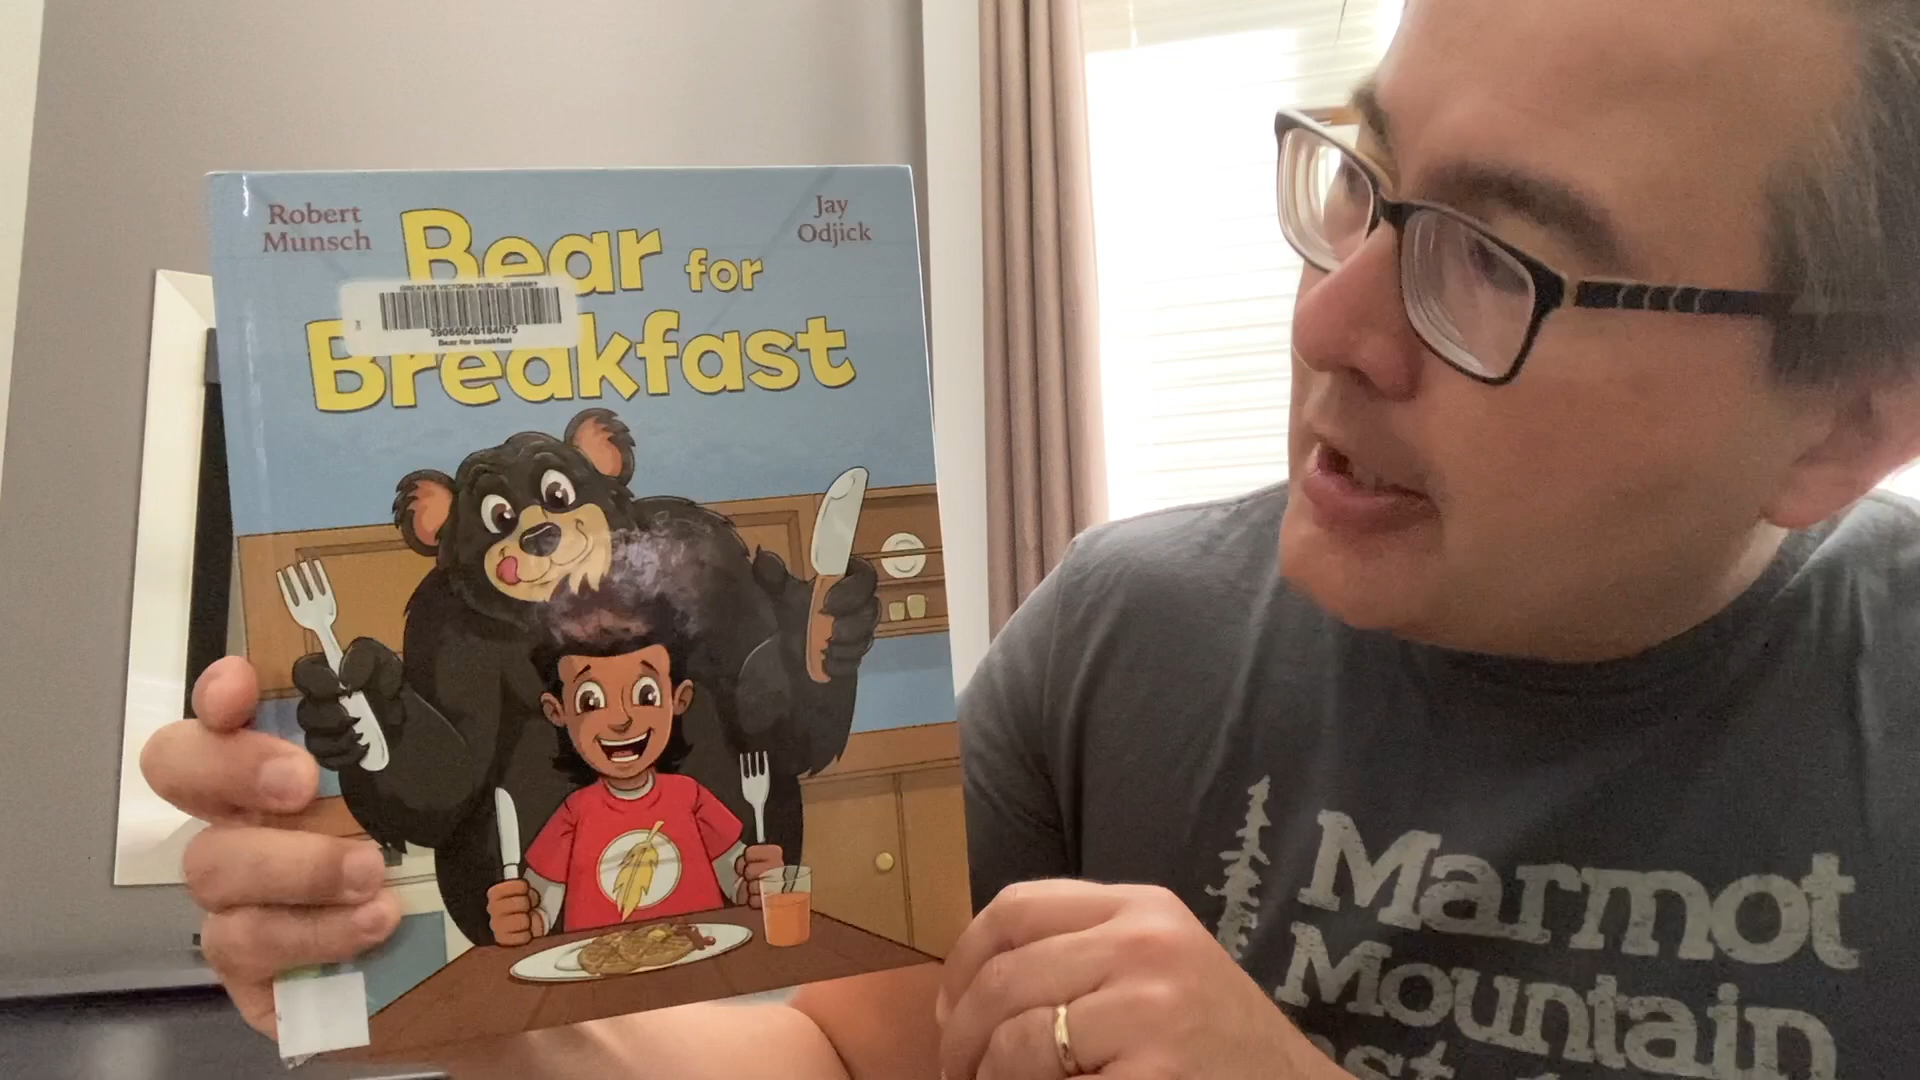 Robert
Munsch
Jay
Odjick
Bear for
Breakfast
GREATER VICTORIA PUBLIC LIBRARY
39066040184075
Bear for breakfast
Marmot
Mountain